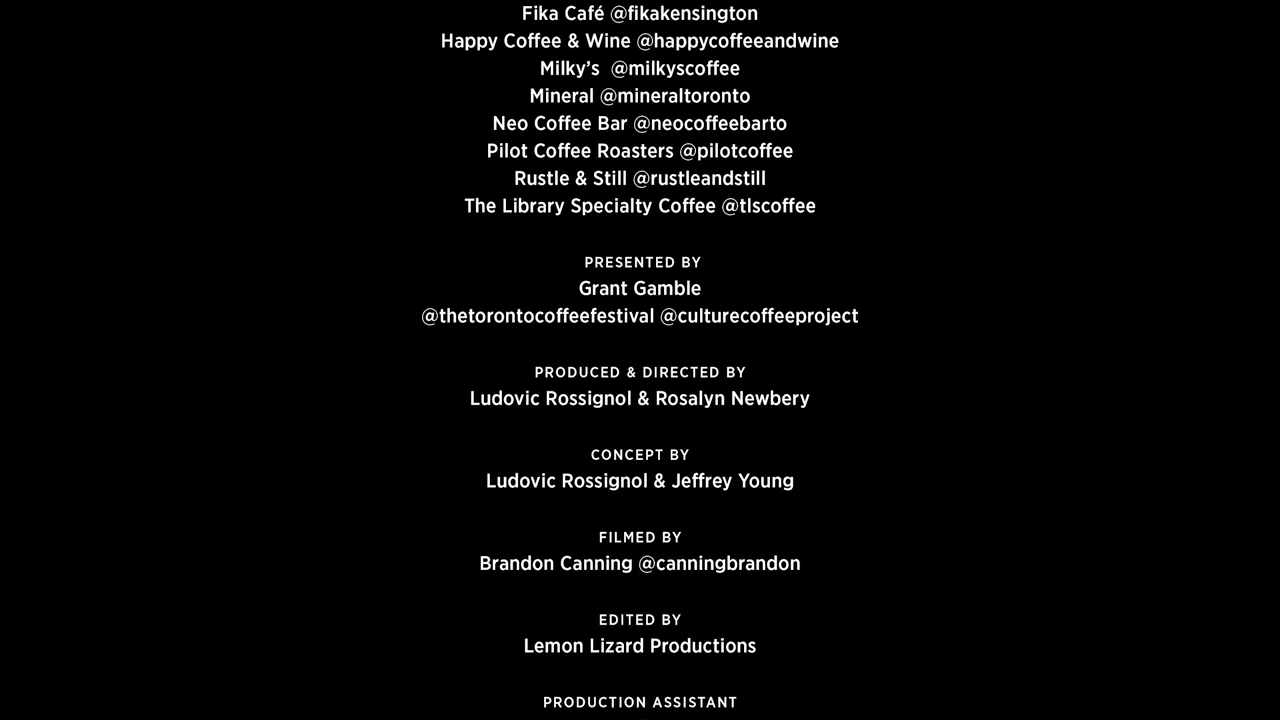 Fika Café @fikakensington
Happy Coffee & Wine @happycoffeeandwine
Milky’s  @milkyscoffee
Mineral @mineraltoronto
Neo Coffee Bar @neocoffeebarto
Pilot Coffee Roasters @pilotcoffee
Rustle & Still @rustleandstill
The Library Specialty Coffee @tlscoffee
PRESENTED BY
Grant Gamble
@thetorontocoffeefestival @culturecoffeeproject
PRODUCED & DIRECTED BY
Ludovic Rossignol & Rosalyn Newbery
CONCEPT BY
Ludovic Rossignol & Jeffrey Young
FILMED BY
Brandon Canning @canningbrandon
EDITED BY
Lemon Lizard Productions
PRODUCTION ASSISTANT